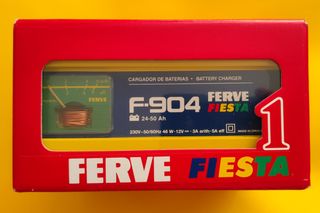 CARGADOR DE BATERIAS - BATTERY CHARGER
FERVE
F-904
FERVE
FIESTA
24-50 Ah
230V-50/60Hz 46 W-12V⎓ 3A arith-5A eff
1
FERVE FIESTA